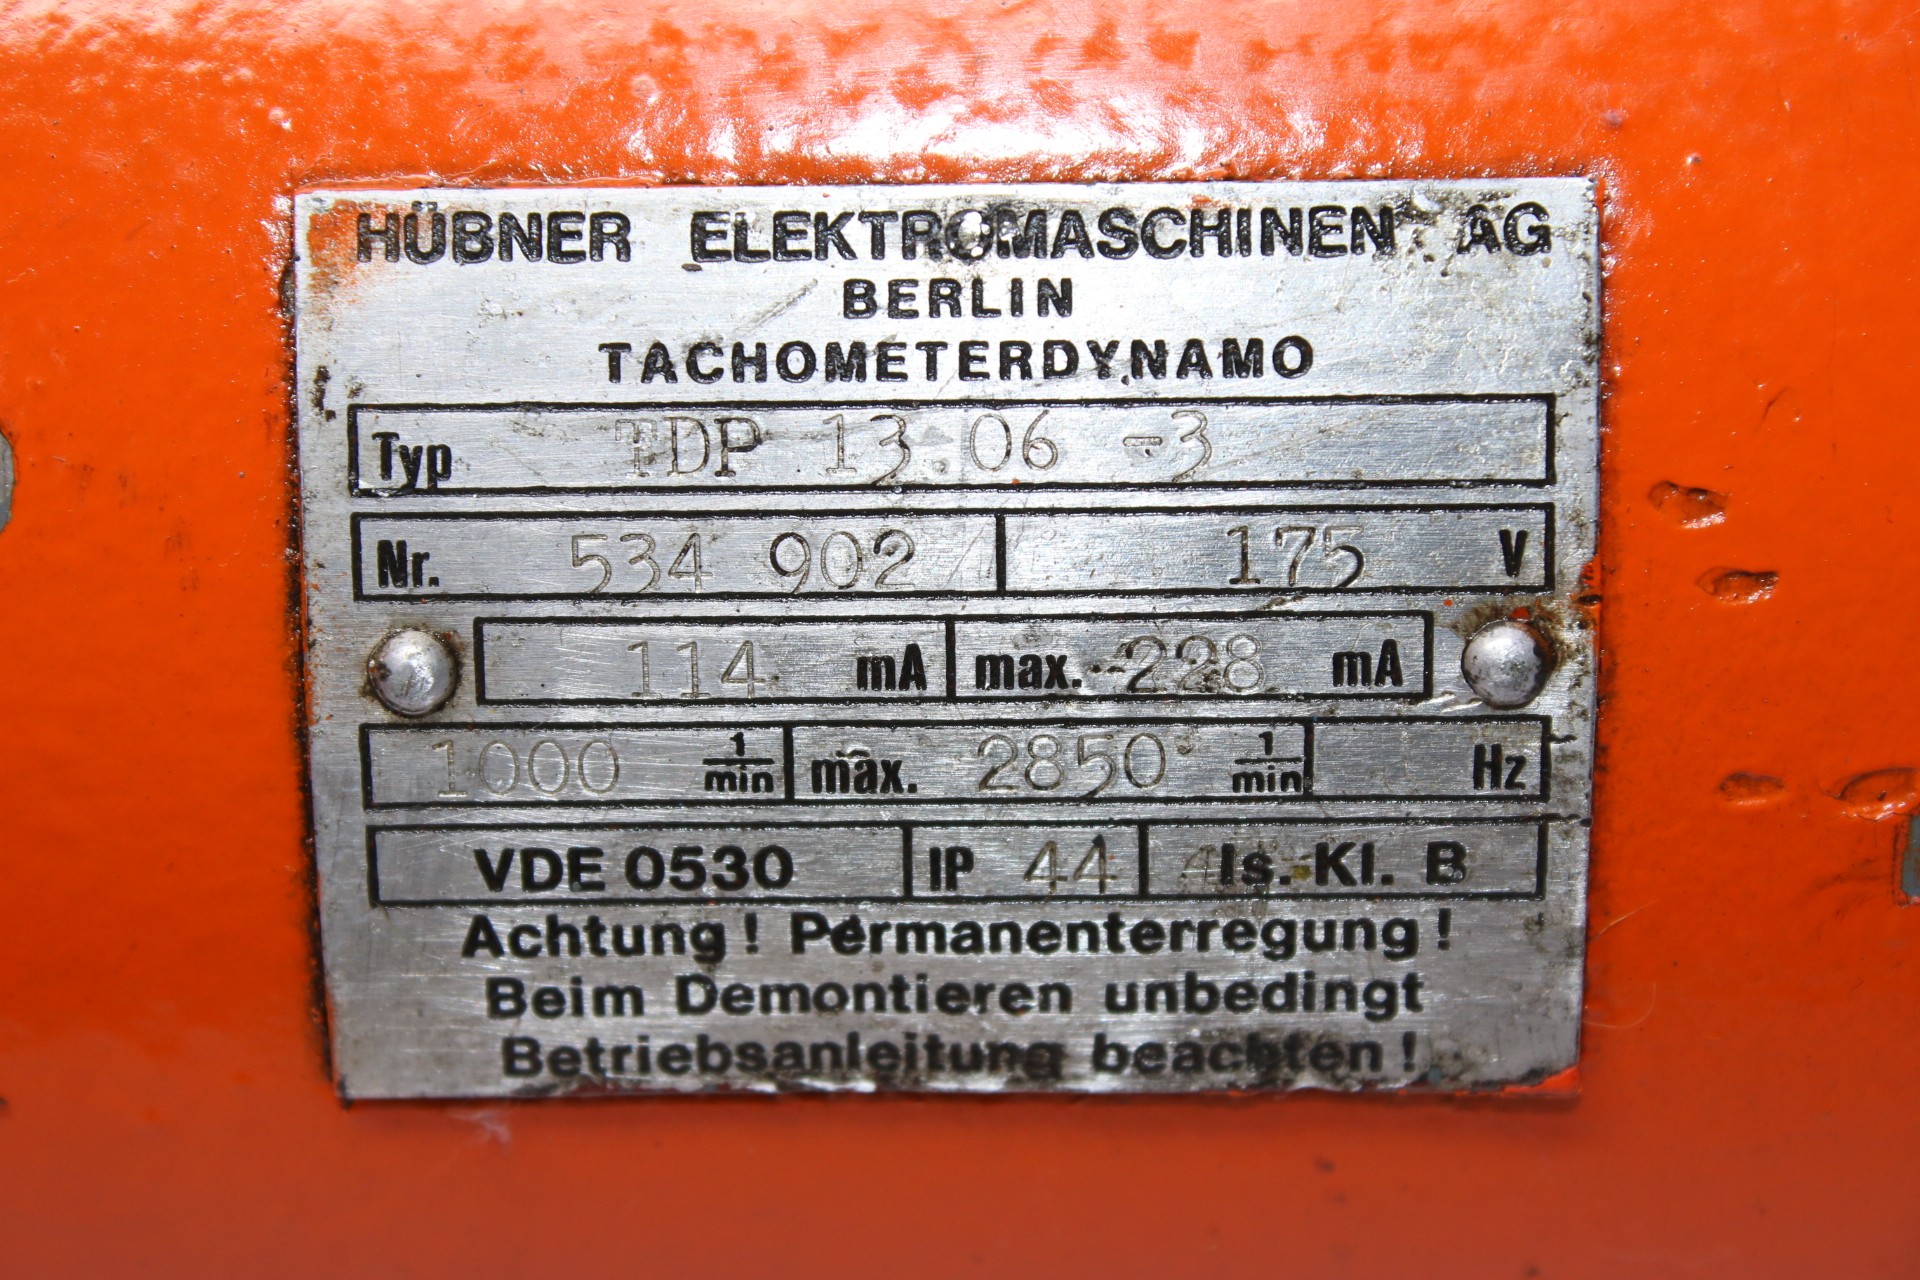 HÜBNER ELEKTROMASCHINEN AG
BERLIN
TACHOMETERDYNAMO
Typ TDP 13.06 -3
Nr. 534 902 175 V
114 mA max. 228 mA
1000 1/min max. 2850 1/min Hz
VDE 0530 IP 44 Is. Kl. B
Achtung! Permanenterregung!
Beim Demontieren unbedingt
Betriebsanleitung beachten!